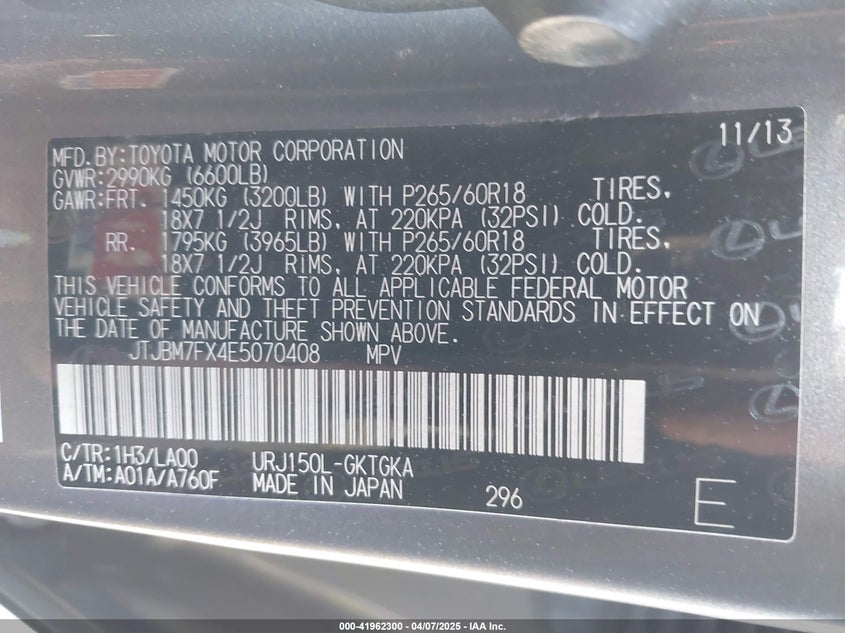 11/13
MFD.BY:TOYOTA MOTOR CORPORATION
GVWR:2990KG (6600LB)
GAWR:FRT. 1450KG (3200LB) WITH P265/60R18 TIRES,
18X7 1/2J RIMS, AT 220KPA (32PSI) COLD.
RR. 1795KG (3965LB) WITH P265/60R18 TIRES,
18X7 1/2J RIMS, AT 220KPA (32PSI) COLD.
THIS VEHICLE CONFORMS TO ALL APPLICABLE FEDERAL MOTOR
VEHICLE SAFETY AND THEFT PREVENTION STANDARDS IN EFFECT ON
THE DATE OF MANUFACTURE SHOWN ABOVE.
JTJBM7FX4E5070408 MPV
C/TR:1H3/LA00 URJ150L-GKTGKA
A/TM:A01A/A760F MADE IN JAPAN 296 E
000-41962300 - 04/07/2025 - IAA Inc.